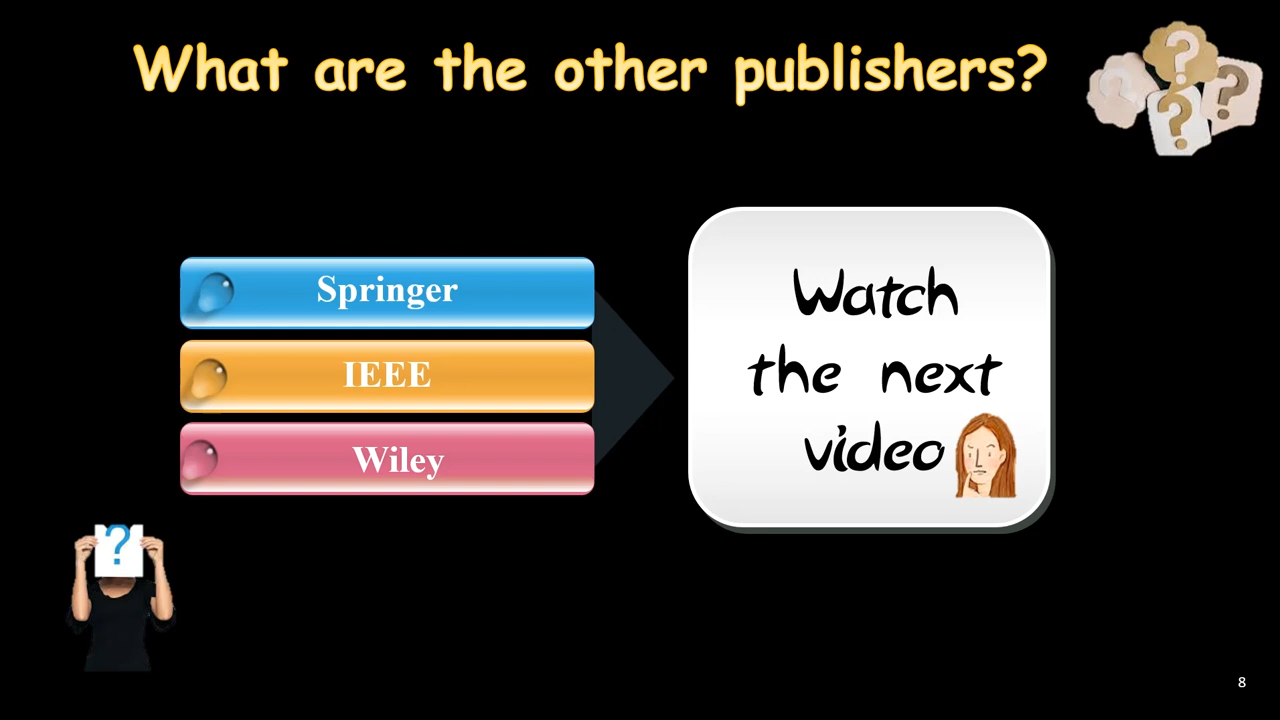 What are the other publishers?
Springer
IEEE
Wiley
Watch
the next
video
?
8